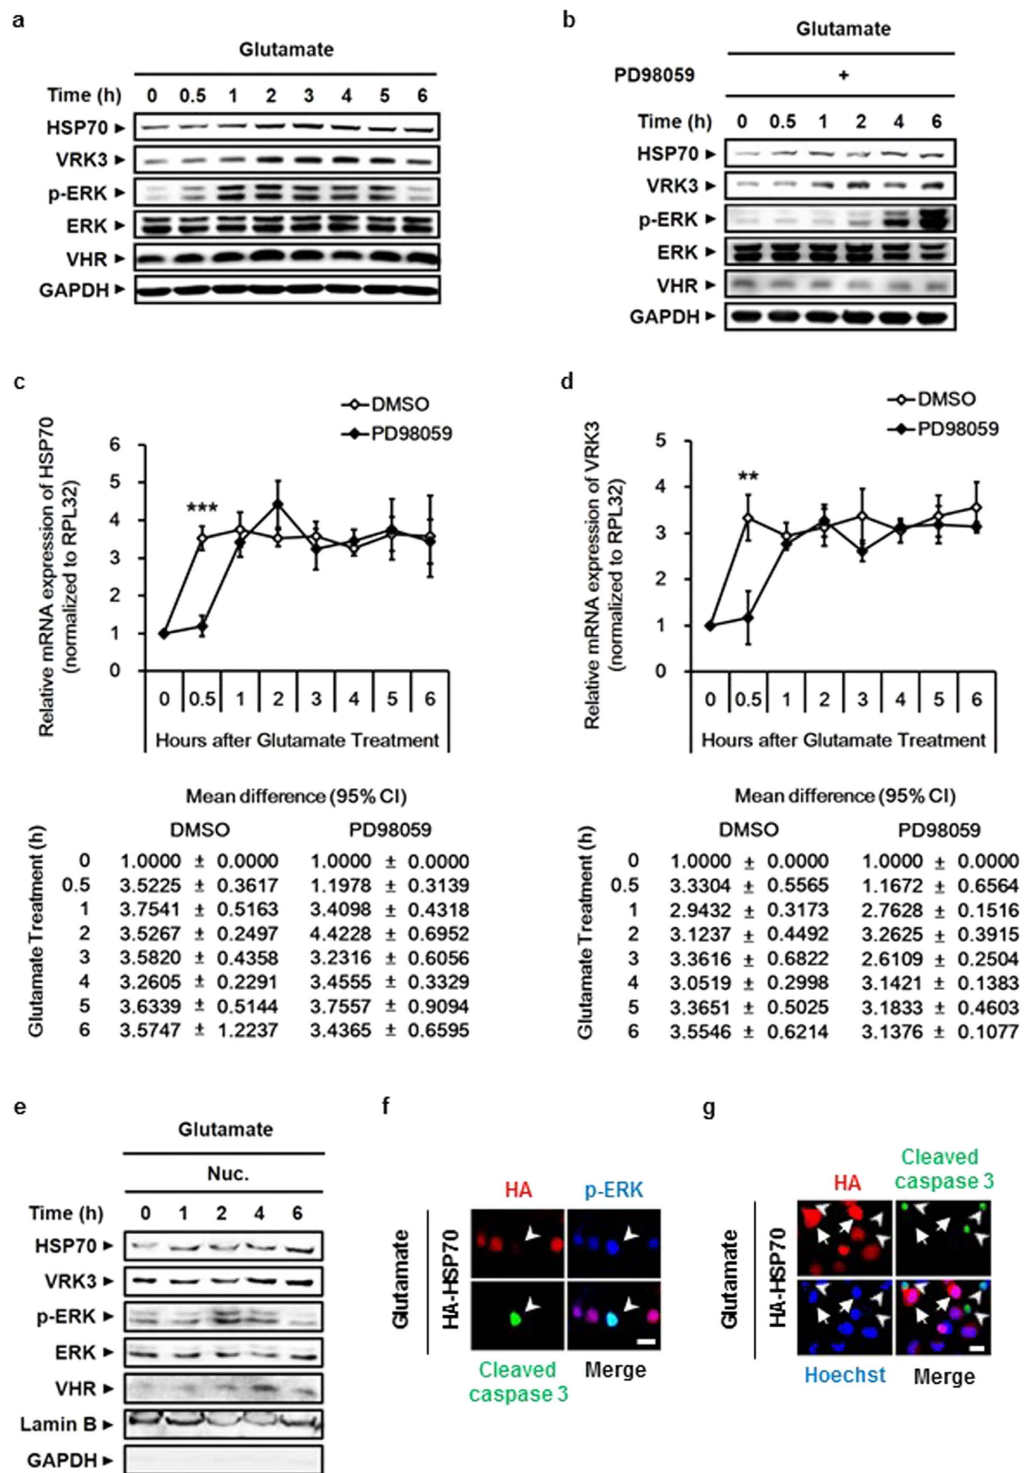 a
Glutamate
Time (h) 0 0.5 1 2 3 4 5 6
HSP70
VRK3
p-ERK
ERK
VHR
GAPDH
b
Glutamate
PD98059 +
Time (h) 0 0.5 1 2 4 6
HSP70
VRK3
p-ERK
ERK
VHR
GAPDH
c
DMSO
PD98059
Relative mRNA expression of HSP70
(normalized to RPL32)
6
5
4
3
2
1
0
***
0 0.5 1 2 3 4 5 6
Hours after Glutamate Treatment
Mean difference (95% CI)
DMSO PD98059
Glutamate Treatment (h)
0 1.0000 ± 0.0000 1.0000 ± 0.0000
0.5 3.5225 ± 0.3617 1.1978 ± 0.3139
1 3.7541 ± 0.5163 3.4098 ± 0.4318
2 3.5267 ± 0.2497 4.4228 ± 0.6952
3 3.5820 ± 0.4358 3.2316 ± 0.6056
4 3.2605 ± 0.2291 3.4555 ± 0.3329
5 3.6339 ± 0.5144 3.7557 ± 0.9094
6 3.5747 ± 1.2237 3.4365 ± 0.6595
d
DMSO
PD98059
Relative mRNA expression of VRK3
(normalized to RPL32)
5
4
3
2
1
0
**
0 0.5 1 2 3 4 5 6
Hours after Glutamate Treatment
Mean difference (95% CI)
DMSO PD98059
Glutamate Treatment (h)
0 1.0000 ± 0.0000 1.0000 ± 0.0000
0.5 3.3304 ± 0.5565 1.1672 ± 0.6564
1 2.9432 ± 0.3173 2.7628 ± 0.1516
2 3.1237 ± 0.4492 3.2625 ± 0.3915
3 3.3616 ± 0.6822 2.6109 ± 0.2504
4 3.0519 ± 0.2998 3.1421 ± 0.1383
5 3.3651 ± 0.5025 3.1833 ± 0.4603
6 3.5546 ± 0.6214 3.1376 ± 0.1077
e
Glutamate
Nuc.
Time (h) 0 1 2 4 6
HSP70
VRK3
p-ERK
ERK
VHR
Lamin B
GAPDH
f
HA p-ERK
Glutamate
HA-HSP70
Cleaved
caspase 3
Merge
g
HA
Cleaved
caspase 3
Glutamate
HA-HSP70
Hoechst Merge